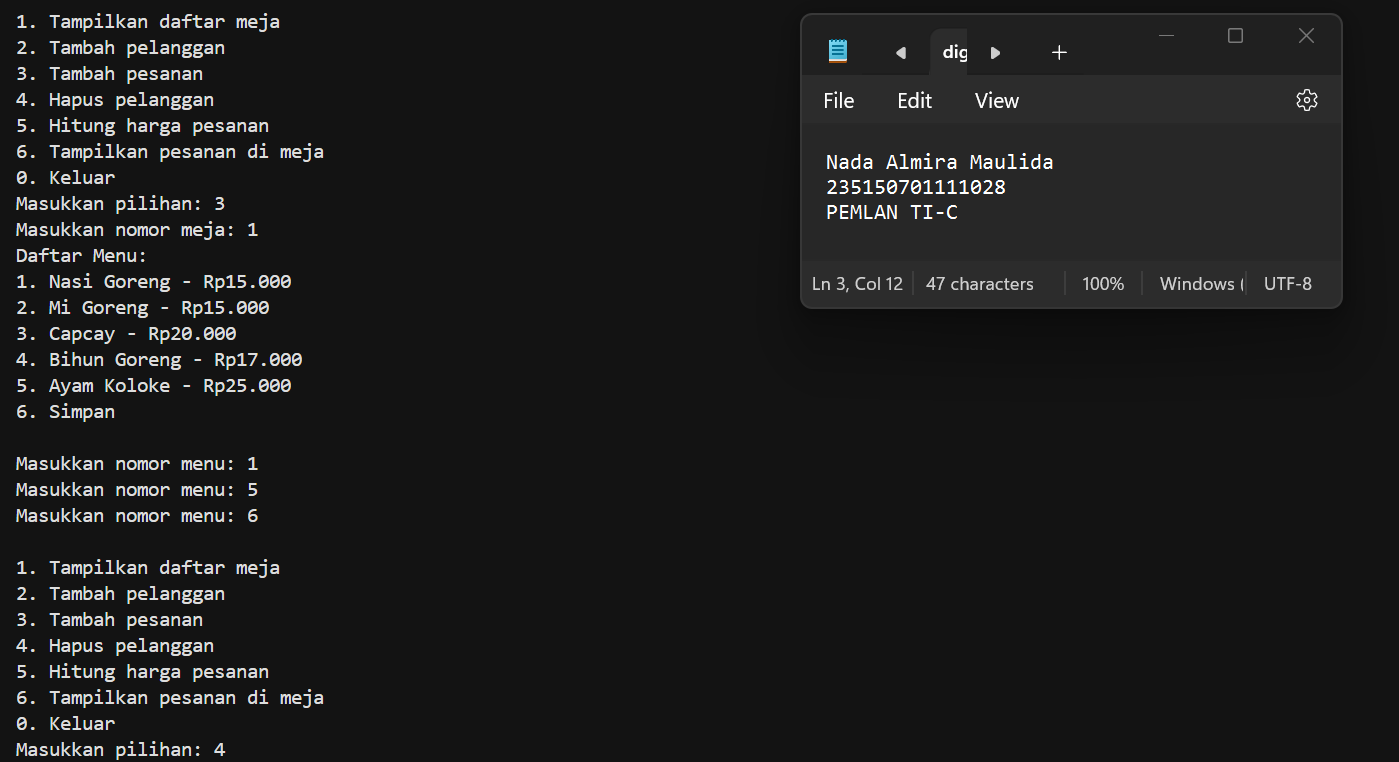 1. Tampilkan daftar meja
2. Tambah pelanggan
3. Tambah pesanan
4. Hapus pelanggan
5. Hitung harga pesanan
6. Tampilkan pesanan di meja
0. Keluar
Masukkan pilihan: 3
Masukkan nomor meja: 1
Daftar Menu:
1. Nasi Goreng - Rp15.000
2. Mi Goreng - Rp15.000
3. Capcay - Rp20.000
4. Bihun Goreng - Rp17.000
5. Ayam Koloke - Rp25.000
6. Simpan
Masukkan nomor menu: 1
Masukkan nomor menu: 5
Masukkan nomor menu: 6
1. Tampilkan daftar meja
2. Tambah pelanggan
3. Tambah pesanan
4. Hapus pelanggan
5. Hitung harga pesanan
6. Tampilkan pesanan di meja
0. Keluar
Masukkan pilihan: 4
dig
File Edit View
Nada Almira Maulida
235150701111028
PEMLAN TI-C
Ln 3, Col 12 47 characters 100% Windows ( UTF-8